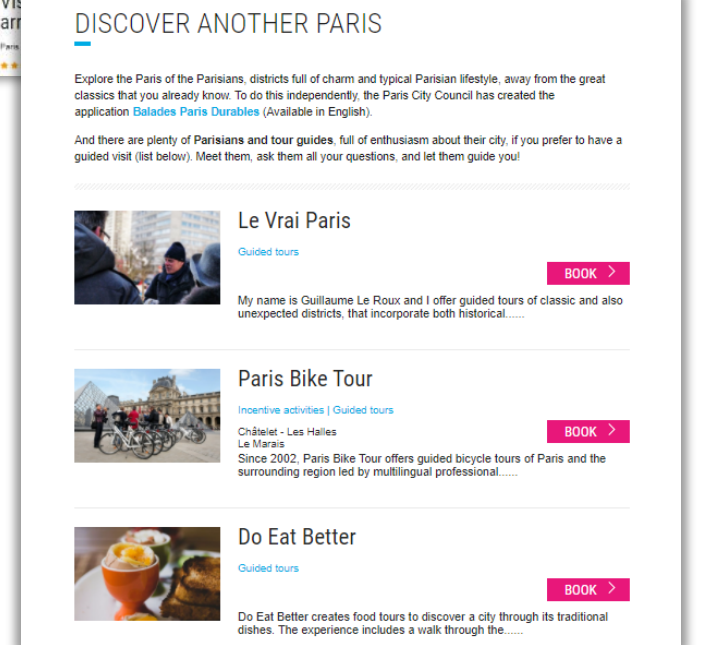 DISCOVER ANOTHER PARIS
Explore the Paris of the Parisians, districts full of charm and typical Parisian lifestyle, away from the great
classics that you already know. To do this independently, the Paris City Council has created the
application Balades Paris Durables (Available in English).
And there are plenty of Parisians and tour guides, full of enthusiasm about their city, if you prefer to have a
guided visit (list below). Meet them, ask them all your questions, and let them guide you!
Le Vrai Paris
Guided tours
BOOK
My name is Guillaume Le Roux and I offer guided tours of classic and also
unexpected districts, that incorporate both historical......
Paris Bike Tour
Incentive activities | Guided tours
Châtelet - Les Halles
BOOK
Le Marais
Since 2002, Paris Bike Tour offers guided bicycle tours of Paris and the
surrounding region led by multilingual professional......
Do Eat Better
Guided tours
BOOK
Do Eat Better creates food tours to discover a city through its traditional
dishes. The experience includes a walk through the......
Paris